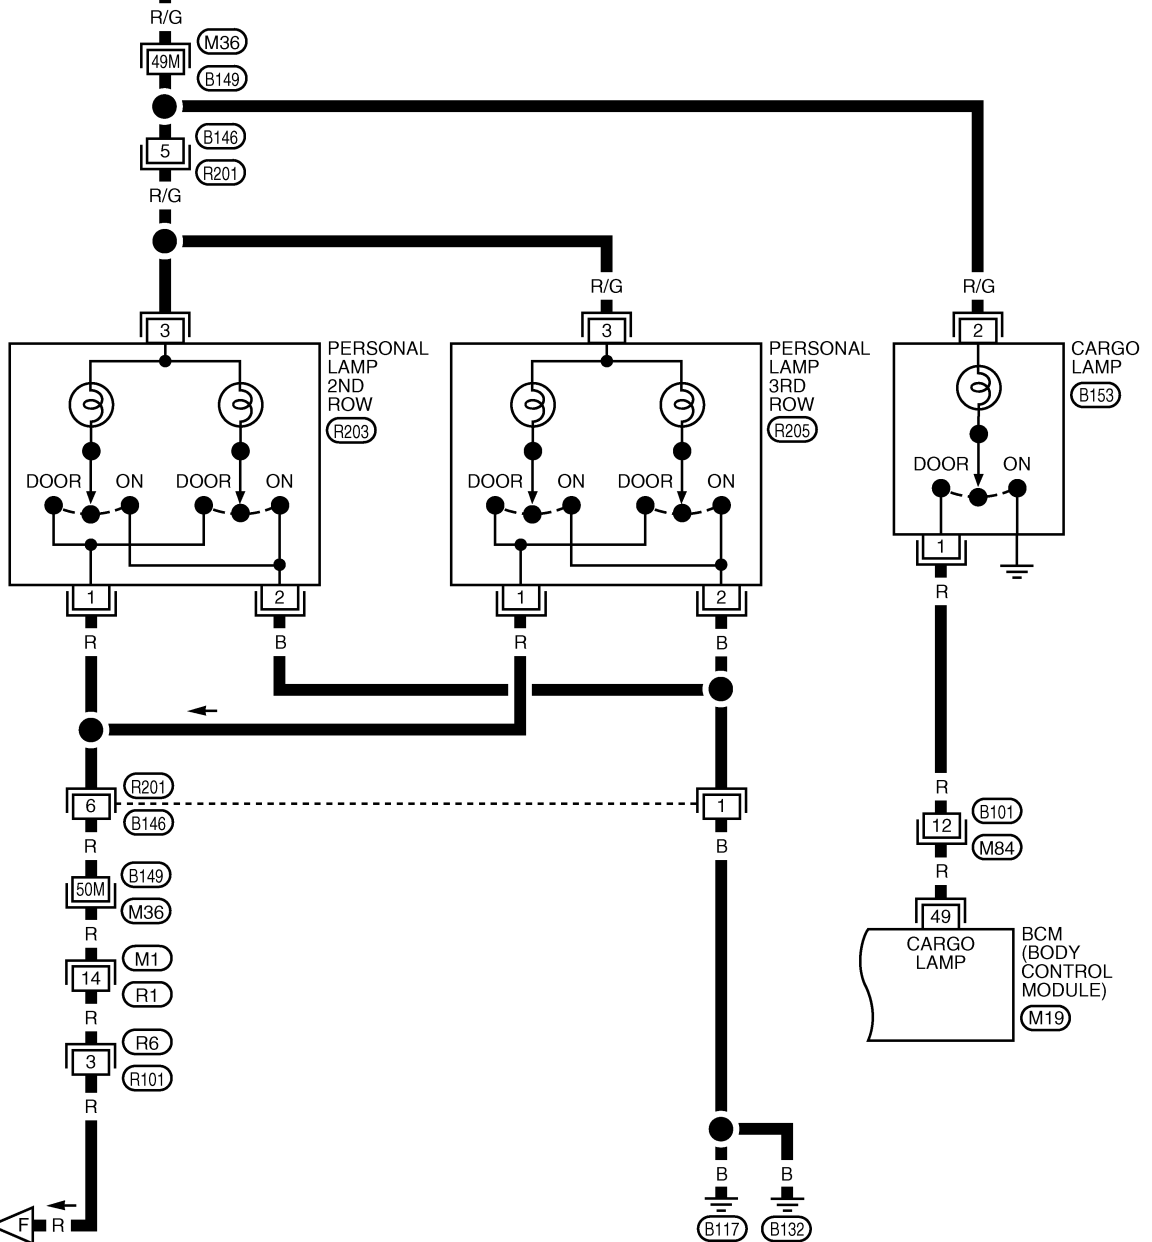 R/G
49M
M36
B149
5
B146
R201
R/G
R/G
R/G
3
3
2
PERSONAL
LAMP
2ND
ROW
R203
PERSONAL
LAMP
3RD
ROW
R205
CARGO
LAMP
B153
DOOR ON DOOR ON
DOOR ON DOOR ON
DOOR ON
1
2
1
2
1
R
B
R
B
R
6
R201
B146
1
R
B
R
12
B101
M84
R
50M
B149
M36
R
49
CARGO
LAMP
BCM
(BODY
CONTROL
MODULE)
M19
14
M1
R1
R
3
R6
R101
R
F
R
B
B
B117
B132